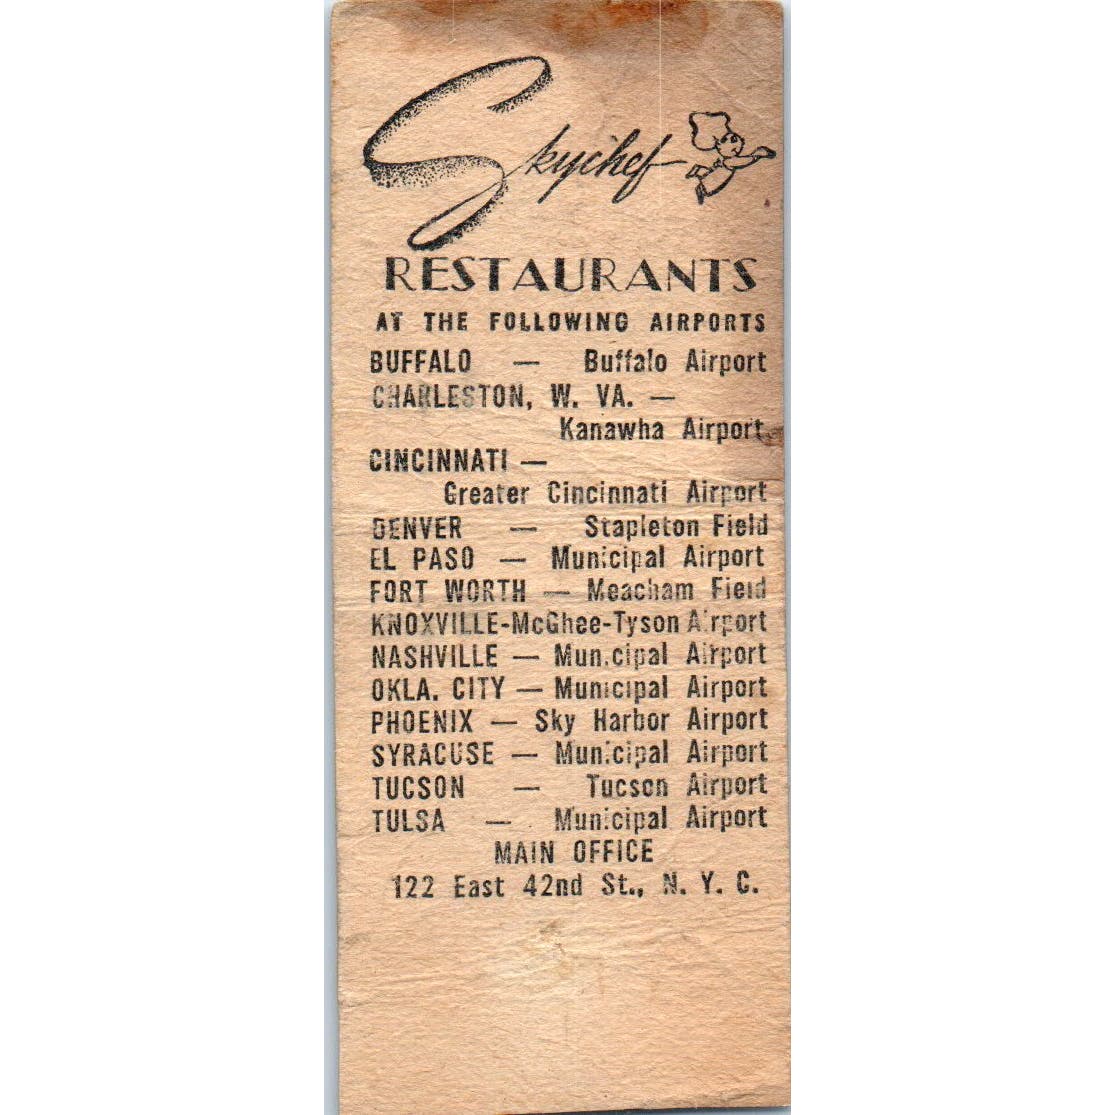 Skychef
RESTAURANTS
AT THE FOLLOWING AIRPORTS
BUFFALO — Buffalo Airport
CHARLESTON, W. VA. —
Kanawha Airport
CINCINNATI —
Greater Cincinnati Airport
DENVER — Stapleton Field
EL PASO — Municipal Airport
FORT WORTH — Meacham Field
KNOXVILLE-McGhee-Tyson Airport
NASHVILLE — Municipal Airport
OKLA. CITY — Municipal Airport
PHOENIX — Sky Harbor Airport
SYRACUSE — Municipal Airport
TUCSON — Tucson Airport
TULSA — Municipal Airport
MAIN OFFICE
122 East 42nd St., N. Y. C.